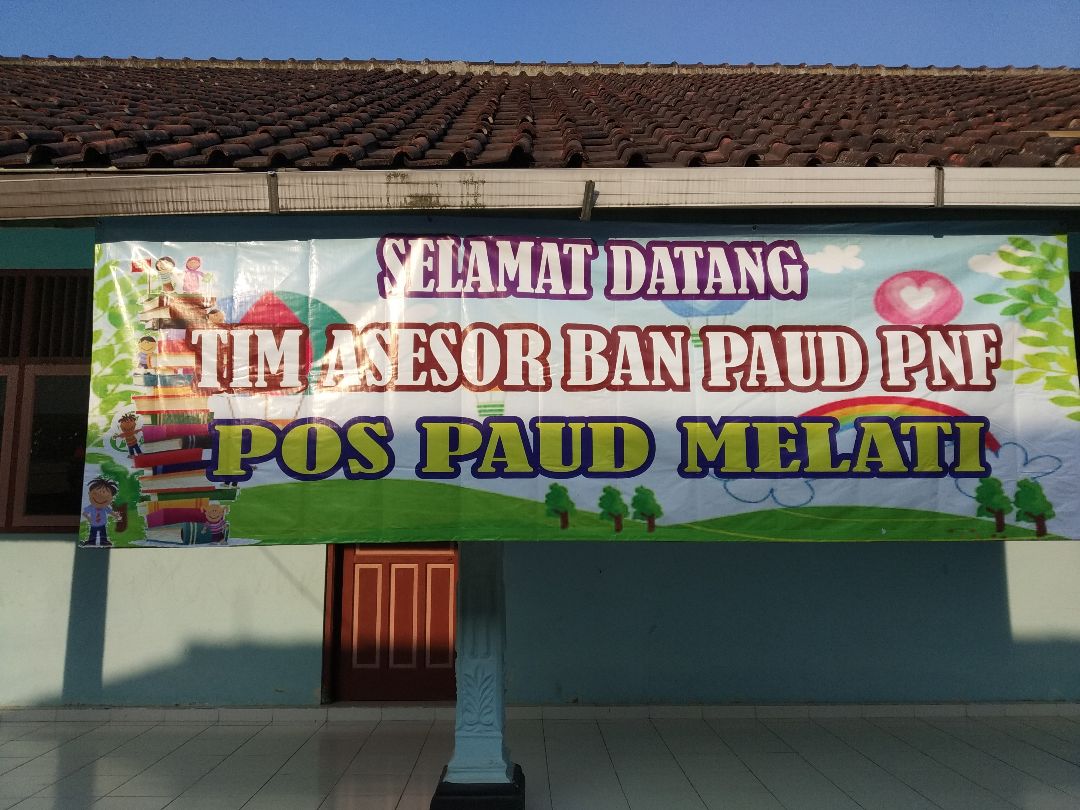 SELAMAT DATANG
TIM ASESOR BAN PAUD PNF
POS PAUD MELATI